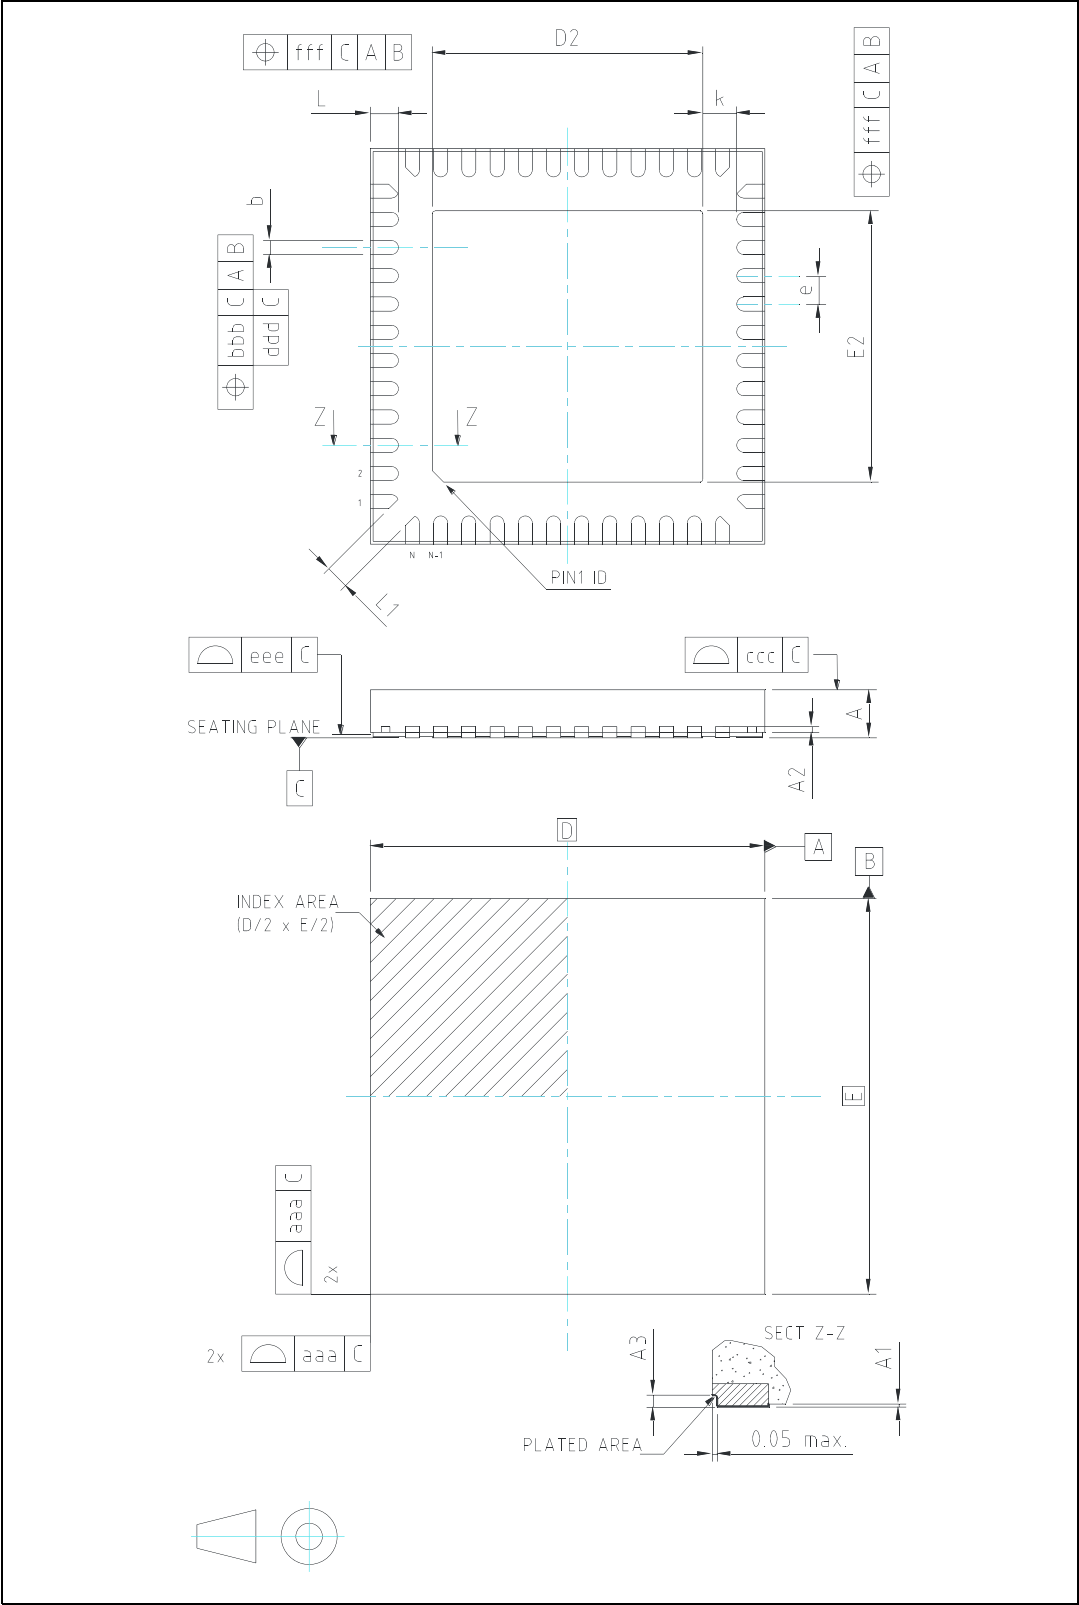 fff C A B
D2
fff C A B
L
k
b
bbb C A B
ddd C
e
E2
Z
Z
2
1
N
N-1
PIN1 ID
L1
eee C
ccc C
SEATING PLANE
A
C
A2
D
A
B
INDEX AREA
(D/2 x E/2)
E
aaa C
2x
2x
aaa C
SECT Z-Z
A3
A1
PLATED AREA
0.05 max.